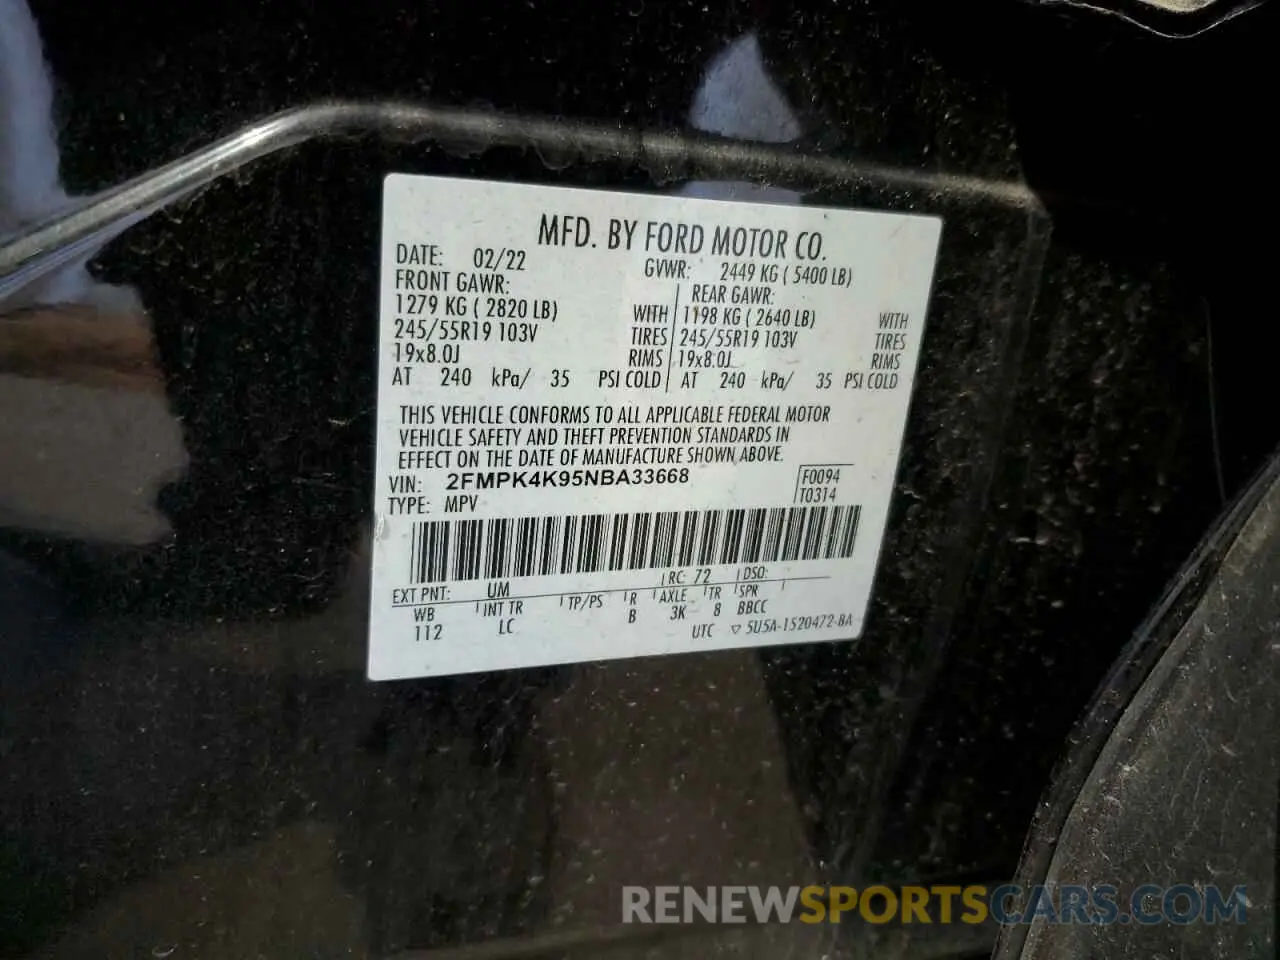 MFD. BY FORD MOTOR CO.
DATE: 02/22 GVWR: 2449 KG ( 5400 LB)
FRONT GAWR: REAR GAWR:
1279 KG ( 2820 LB) WITH 1198 KG ( 2640 LB) WITH
245/55R19 103V TIRES 245/55R19 103V TIRES
19x8.0J RIMS 19x8.0J RIMS
AT 240 kPa/ 35 PSI COLD AT 240 kPa/ 35 PSI COLD
THIS VEHICLE CONFORMS TO ALL APPLICABLE FEDERAL MOTOR
VEHICLE SAFETY AND THEFT PREVENTION STANDARDS IN
EFFECT ON THE DATE OF MANUFACTURE SHOWN ABOVE.
VIN: 2FMPK4K95NBA33668 F0094
TYPE: MPV T0314
EXT PNT: UM RC: 72 DSO:
WB INT TR TP/PS R AXLE TR SPR
112 LC B 3K 8 BBCC
UTC ▽ 5U5A-1520472-BA
RENEWSPORTSCARS.COM